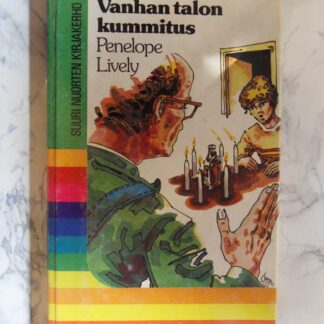 Vanhan talon
kummitus
Penelope
Lively
SUURI NUORTEN KIRJAKERHO